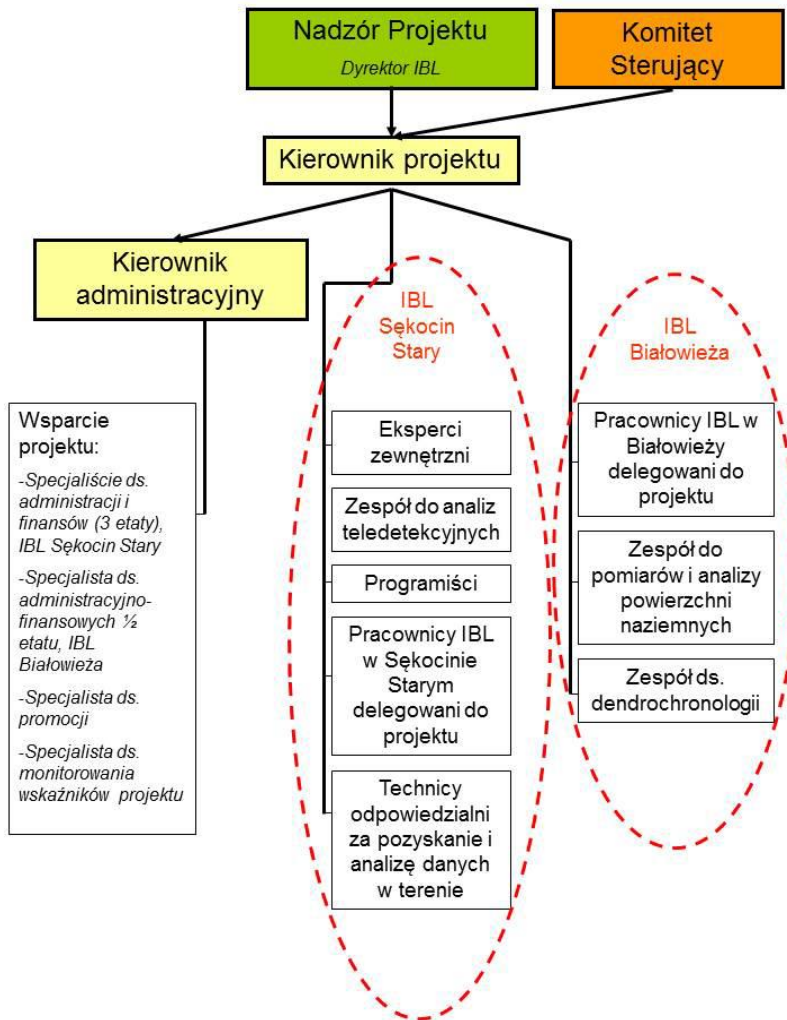 Nadzór Projektu
Dyrektor IBL
Komitet
Sterujący
Kierownik projektu
Kierownik
administracyjny
Wsparcie
projektu:
-Specjaliście ds.
administracji i
finansów (3 etaty),
IBL Sękocin Stary
-Specjalista ds.
administracyjno-
finansowych ½
etatu, IBL
Białowieża
-Specjalista ds.
promocji
-Specjalista ds.
monitorowania
wskaźników projektu
IBL
Sękocin
Stary
Eksperci
zewnętrzni
Zespół do analiz
teledetekcyjnych
Programiści
Pracownicy IBL
w Sękocinie
Starym
delegowani do
projektu
Technicy
odpowiedzialni
za pozyskanie i
analizę danych
w terenie
IBL
Białowieża
Pracownicy IBL w
Białowieży
delegowani do
projektu
Zespół do
pomiarów i analizy
powierzchni
naziemnych
Zespół ds.
dendrochronologii